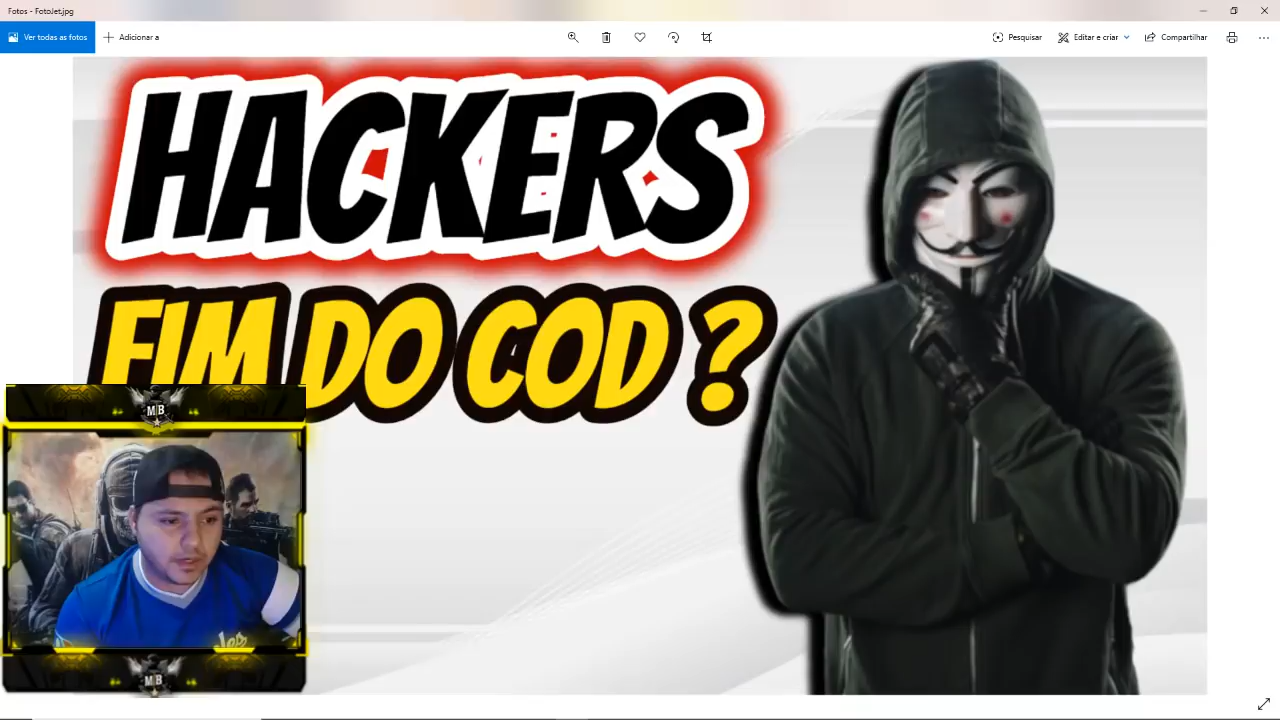 Fotos - FotoJet.jpg
Ver todas as fotos
Adicionar a
Pesquisar
Editar e criar
Compartilhar
HACKERS
FIM DO COD ?
MB
MB